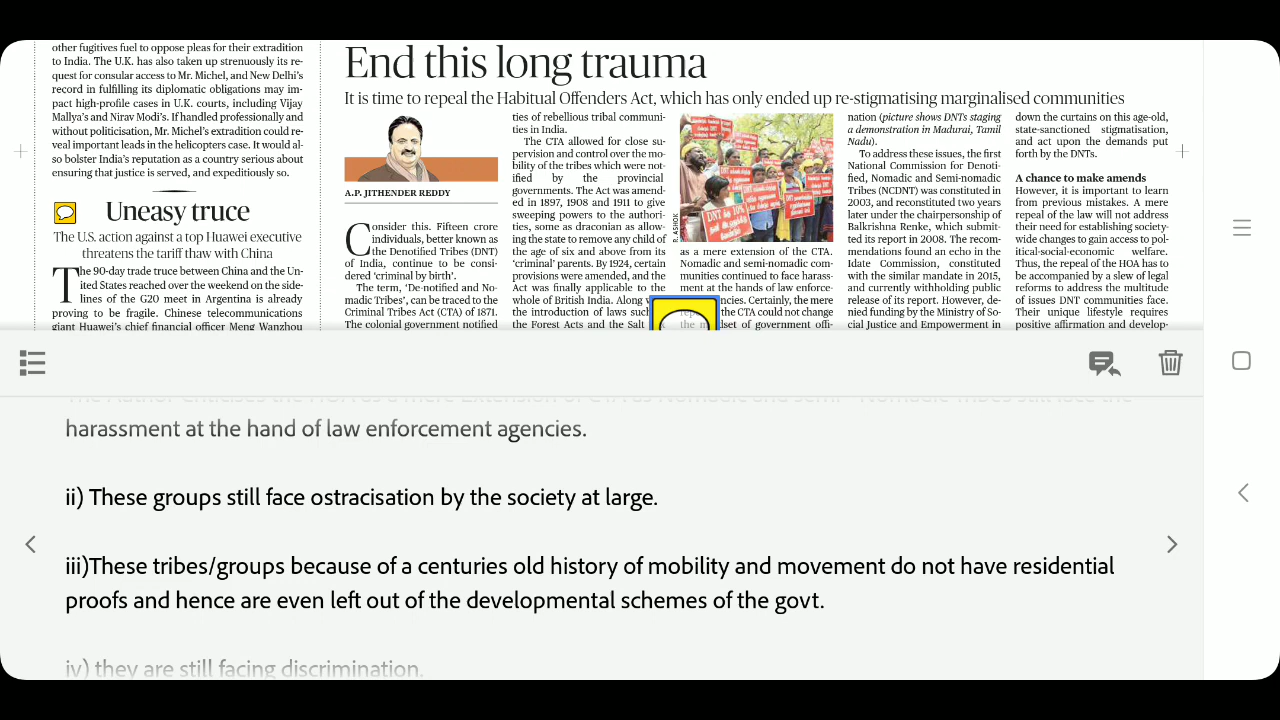 other fugitives fuel to oppose pleas for their extradition
to India. The U.K. has also taken up strenuously its re-
quest for consular access to Mr. Michel, and New Delhi's
record in fulfilling its diplomatic obligations may im-
pact high-profile cases in U.K. courts, including Vijay
Mallya's and Nirav Modi's. If handled professionally and
without politicisation, Mr. Michel's extradition could re-
veal important leads in the helicopters case. It would al-
so bolster India's reputation as a country serious about
ensuring that justice is served, and expeditiously so.
Uneasy truce
The U.S. action against a top Huawei executive
threatens the tariff thaw with China
The 90-day trade truce between China and the Un-
ited States reached over the weekend on the side-
lines of the G20 meet in Argentina is already
proving to be fragile. Chinese telecommunications
giant Huawei's chief financial officer Meng Wanzhou
End this long trauma
It is time to repeal the Habitual Offenders Act, which has only ended up re-stigmatising marginalised communities
A.P. JITHENDER REDDY
Consider this. Fifteen crore
individuals, better known as
the Denotified Tribes (DNT)
of India, continue to be consi-
dered 'criminal by birth'.
The term, 'De-notified and No-
madic Tribes', can be traced to the
Criminal Tribes Act (CTA) of 1871.
The colonial government notified
ties of rebellious tribal communi-
ties in India.
The CTA allowed for close su-
pervision and control over the mo-
bility of the tribes which were not-
ified by the provincial
governments. The Act was amend-
ed in 1897, 1908 and 1911 to give
sweeping powers to the authori-
ties, some as draconian as allow-
ing the state to remove any child of
the age of six and above from its
'criminal' parents. By 1924, certain
provisions were amended, and the
Act was finally applicable to the
whole of British India. Along
the introduction of laws such
the Forest Acts and the Salt
R. ASHOK
as a mere extension of the CTA.
Nomadic and semi-nomadic com-
munities continued to face harass-
ment at the hands of law enforce-
ncies. Certainly, the mere
the CTA could not change
the mindset of government offi-
nation (picture shows DNTs staging
a demonstration in Madurai, Tamil
Nadu).
To address these issues, the first
National Commission for Denoti-
fied, Nomadic and Semi-nomadic
Tribes (NCDNT) was constituted in
2003, and reconstituted two years
later under the chairpersonship of
Balkrishna Renke, which submit-
ted its report in 2008. The recom-
mendations found an echo in the
Idate Commission, constituted
with the similar mandate in 2015,
and currently withholding public
release of its report. However, de-
nied funding by the Ministry of So-
cial Justice and Empowerment in
down the curtains on this age-old,
state-sanctioned stigmatisation,
and act upon the demands put
forth by the DNTs.
A chance to make amends
However, it is important to learn
from previous mistakes. A mere
repeal of the law will not address
their need for establishing society-
wide changes to gain access to pol-
itical-social-economic welfare.
Thus, the repeal of the HOA has to
be accompanied by a slew of legal
reforms to address the multitude
of issues DNT communities face.
Their unique lifestyle requires
positive affirmation and develop-
harassment at the hand of law enforcement agencies.
ii) These groups still face ostracisation by the society at large.
iii)These tribes/groups because of a centuries old history of mobility and movement do not have residential
proofs and hence are even left out of the developmental schemes of the govt.
iv) they are still facing discrimination.